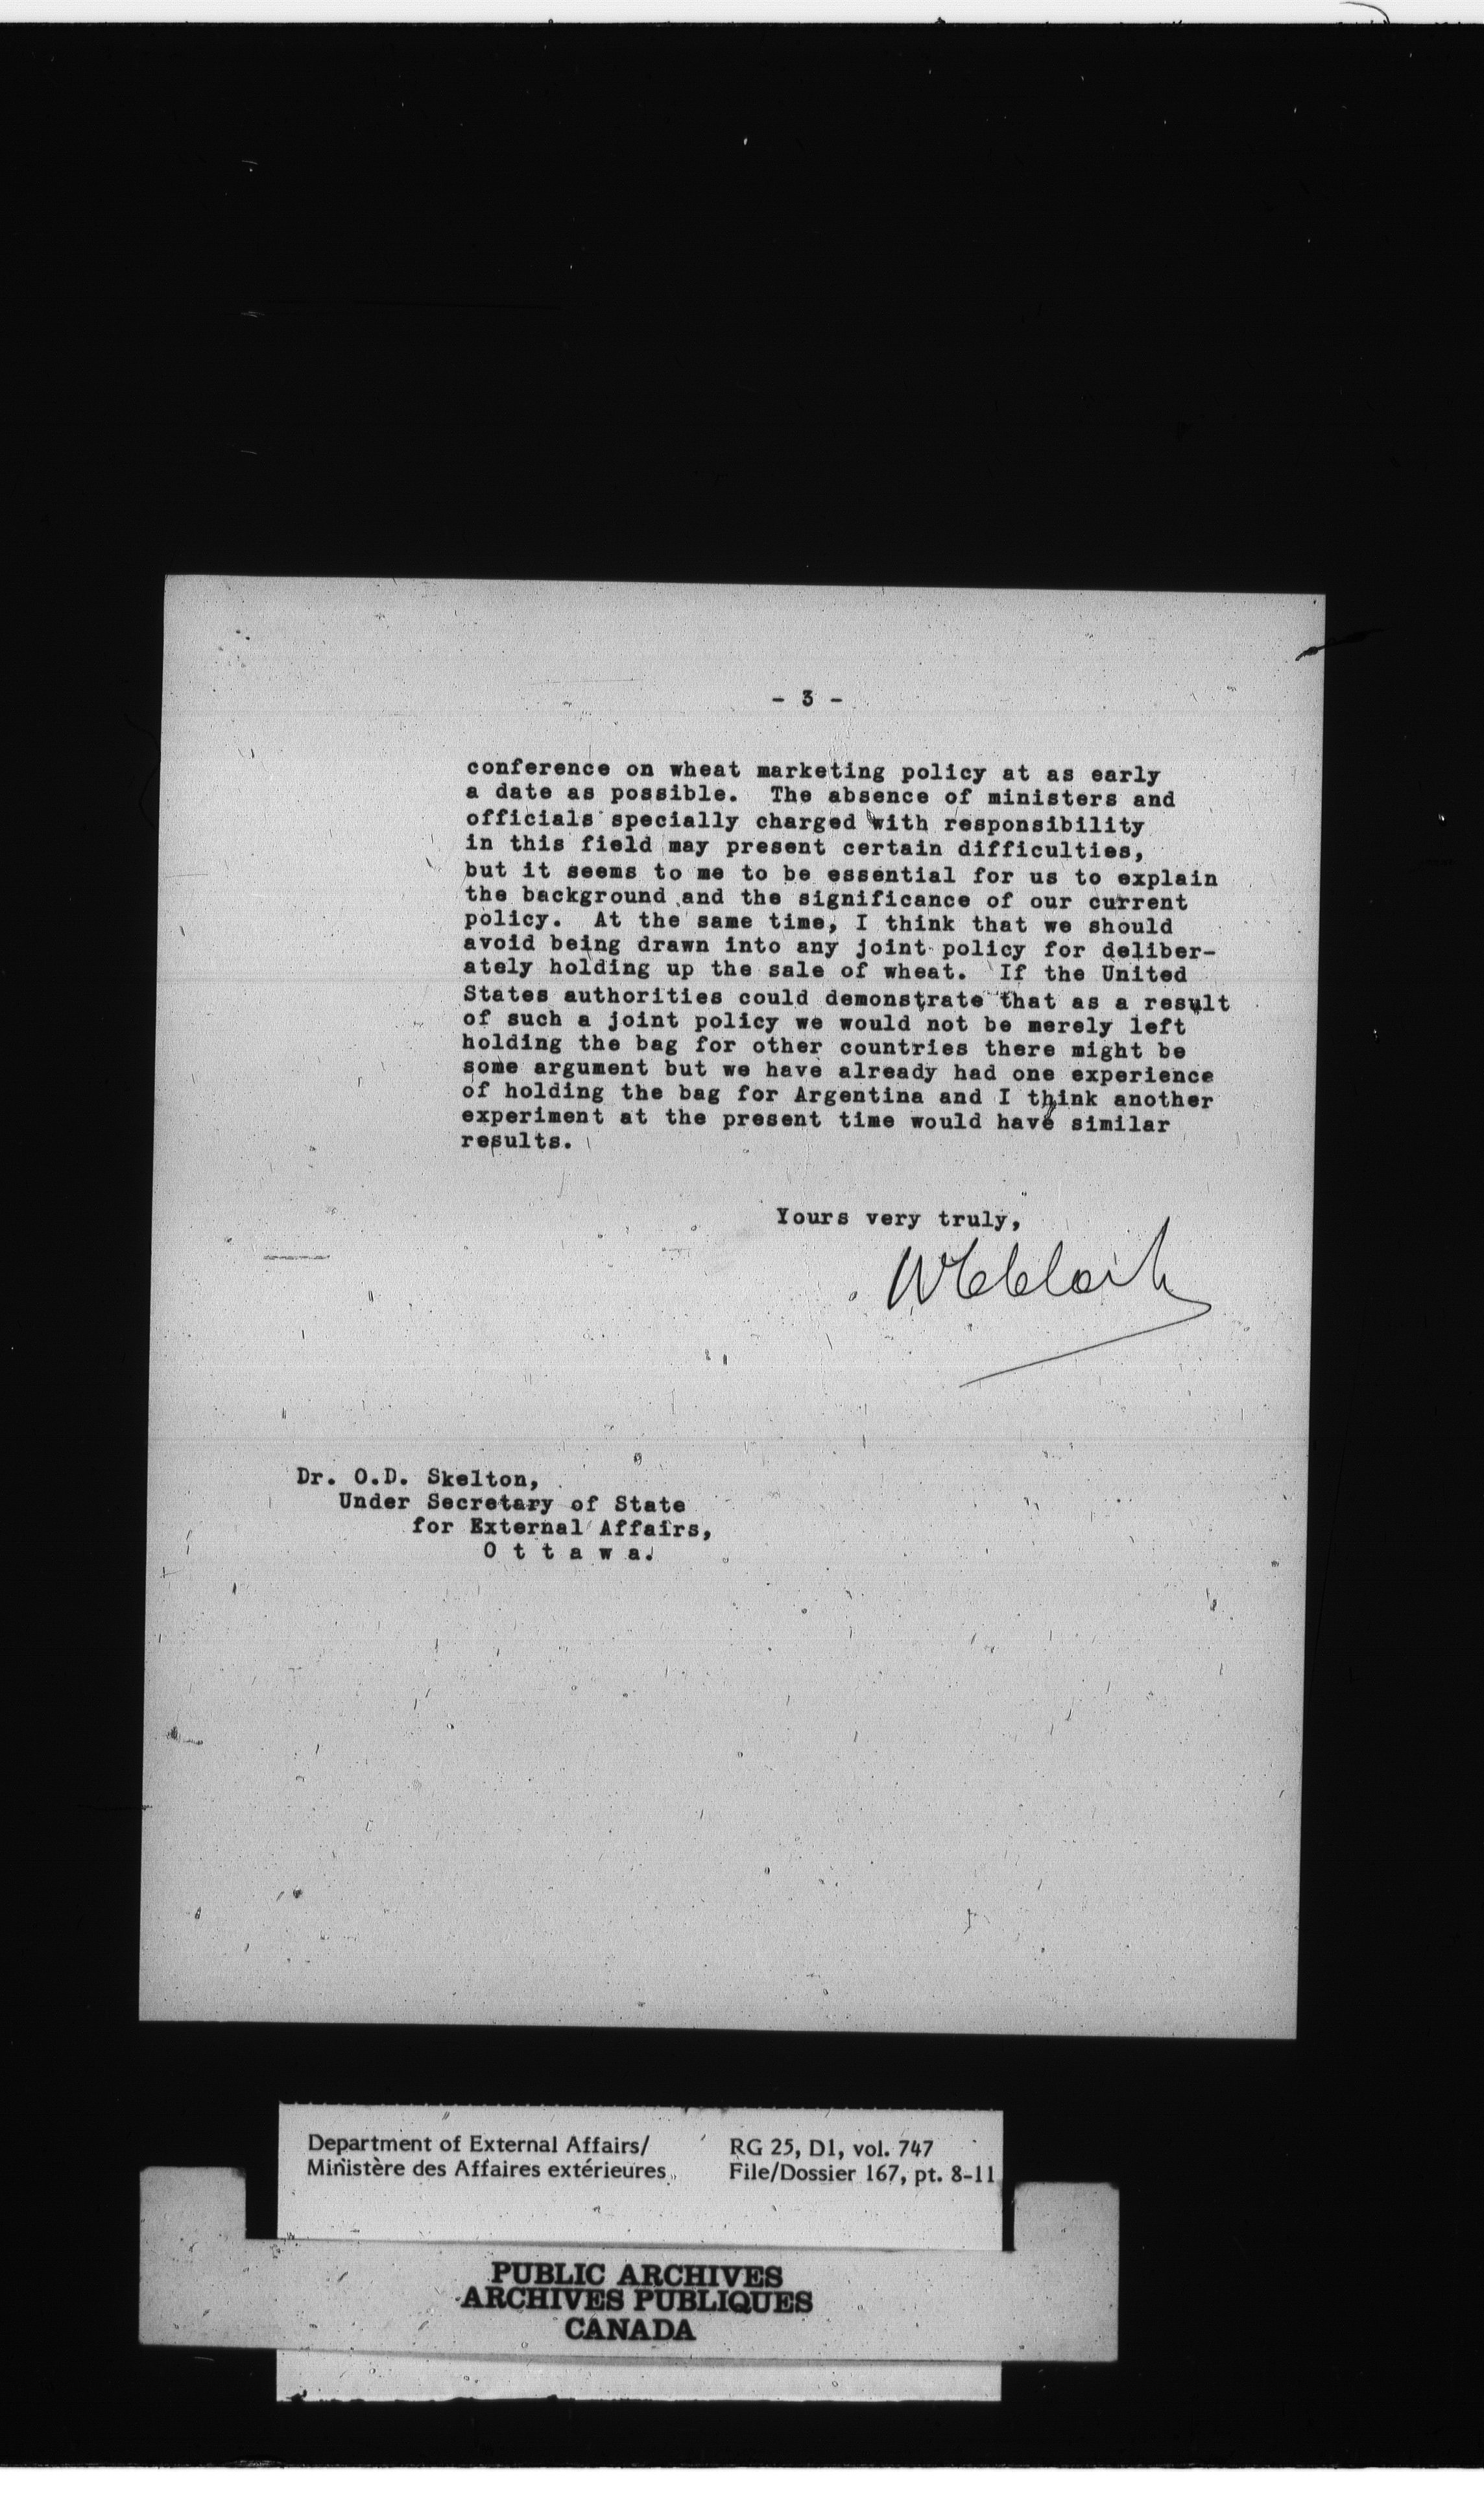 - 3 -
conference on wheat marketing policy at as early
a date as possible. The absence of ministers and
officials specially charged with responsibility
in this field may present certain difficulties,
but it seems to me to be essential for us to explain
the background and the significance of our current
policy. At the same time, I think that we should
avoid being drawn into any joint policy for deliber-
ately holding up the sale of wheat. If the United
States authorities could demonstrate that as a result
of such a joint policy we would not be merely left
holding the bag for other countries there might be
some argument but we have already had one experience
of holding the bag for Argentina and I think another
experiment at the present time would have similar
results.
Yours very truly,
Dr. O.D. Skelton,
Under Secretary of State
for External Affairs,
O t t a w a.
Department of External Affairs/
Ministère des Affaires extérieures
RG 25, D1, vol. 747
File/Dossier 167, pt. 8-11
PUBLIC ARCHIVES
ARCHIVES PUBLIQUES
CANADA